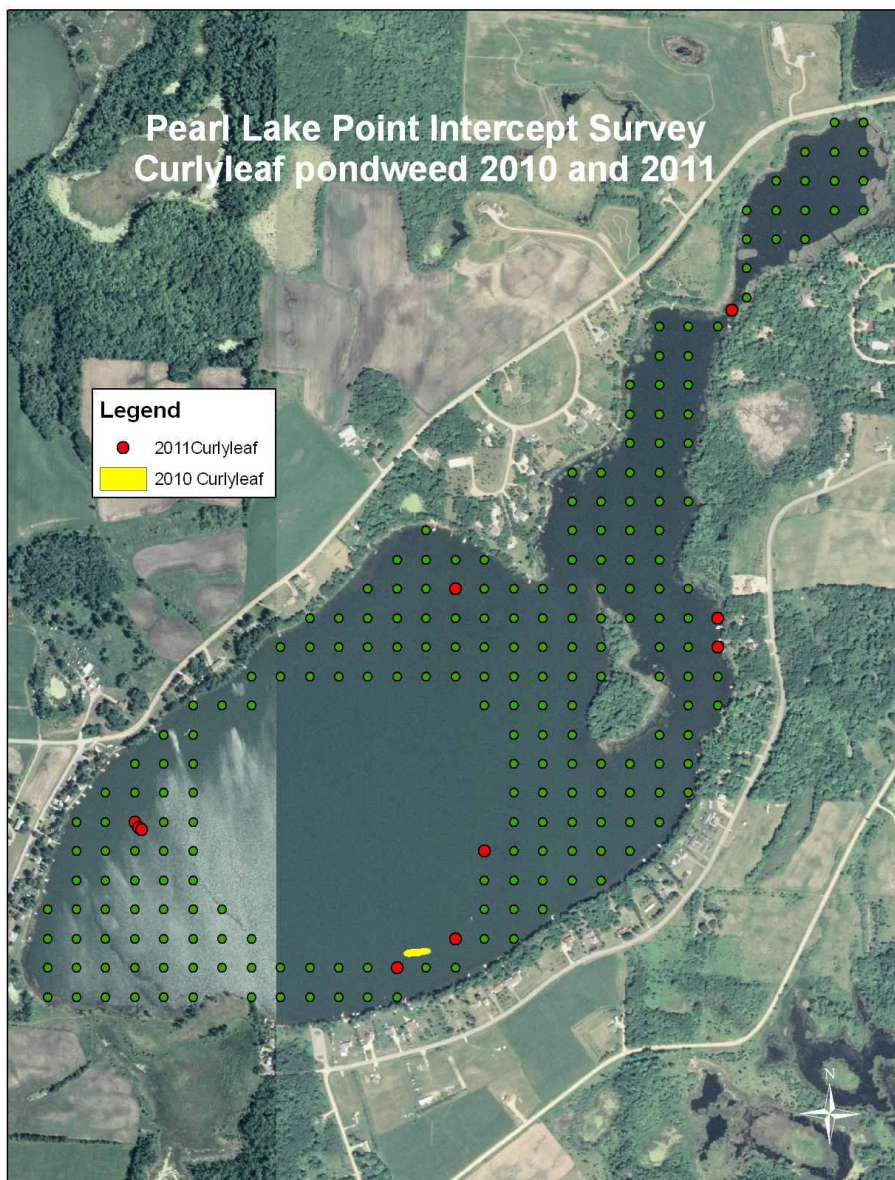 Pearl Lake Point Intercept Survey
Curlyleaf pondweed 2010 and 2011
Legend
2011Curlyleaf
2010 Curlyleaf
N